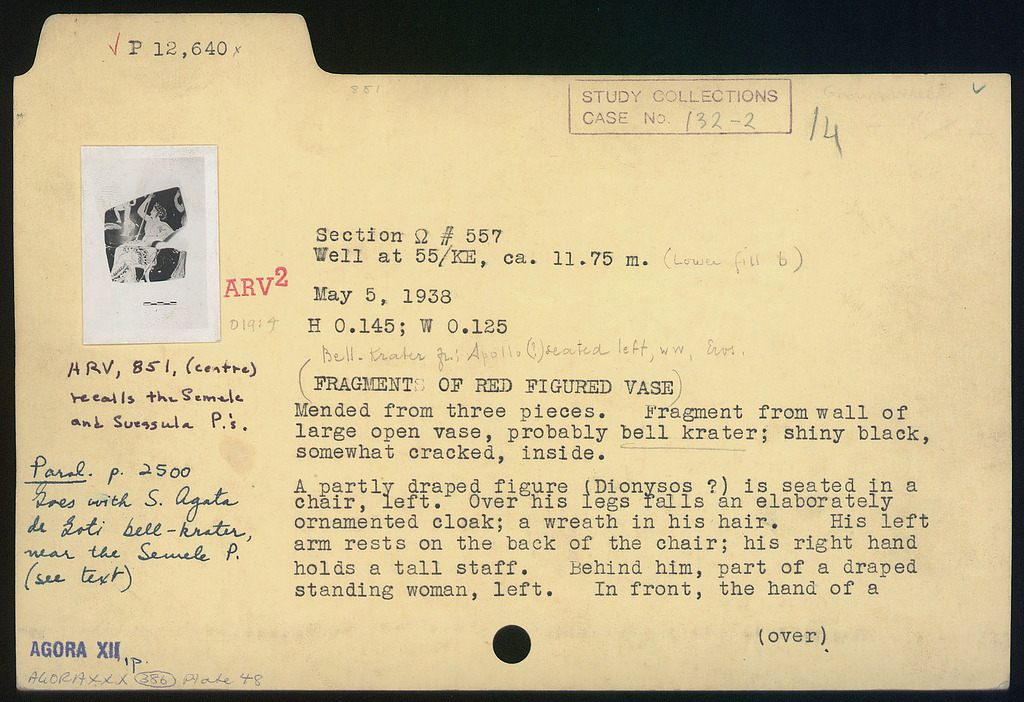 √ P 12,640 x
851
STUDY COLLECTIONS
CASE No. 132-2
14
Section Ω # 557
Well at 55/KE, ca. 11.75 m. (Lower fill b)
ARV²
May 5, 1938
H 0.145; W 0.125
Bell-krater fr.; Apollo (?) seated left, ww, Eros.
(FRAGMENTS OF RED FIGURED VASE)
Mended from three pieces. Fragment from wall of
large open vase, probably bell krater; shiny black,
somewhat cracked, inside.
A partly draped figure (Dionysos ?) is seated in a
chair, left. Over his legs falls an elaborately
ornamented cloak; a wreath in his hair. His left
arm rests on the back of the chair; his right hand
holds a tall staff. Behind him, part of a draped
standing woman, left. In front, the hand of a
(over)
ARV, 851, (centre)
recalls the Semele
and Suessula P.'s.
Paral. p. 2500
Goes with S. Agata
de Goti bell-krater,
near the Semele P.
(see text)
AGORA XII, 1p.
AGORA XXX 386 Plate 48